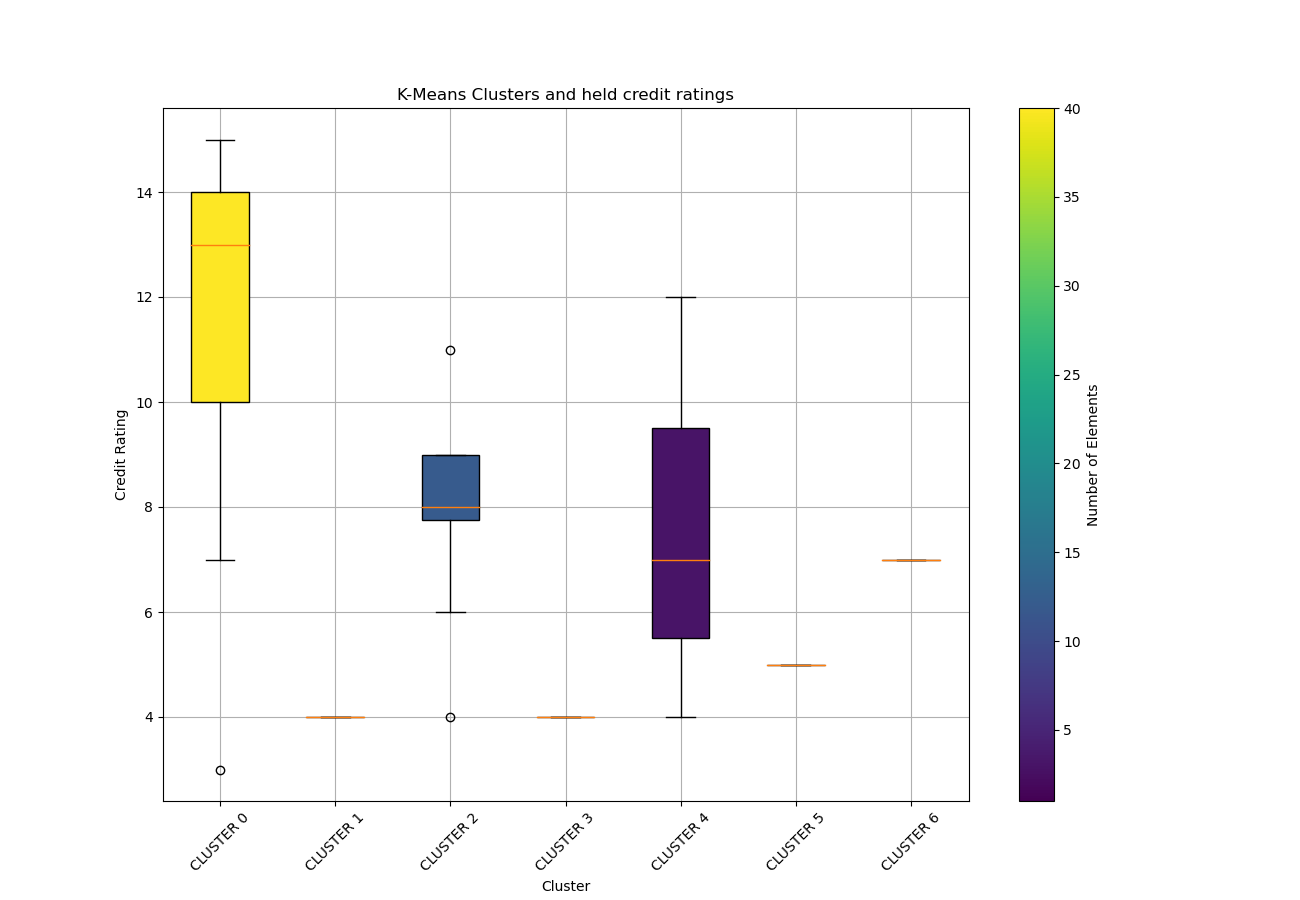 K-Means Clusters and held credit ratings
14
12
10
8
6
4
Credit Rating
CLUSTER 0
CLUSTER 1
CLUSTER 2
CLUSTER 3
CLUSTER 4
CLUSTER 5
CLUSTER 6
Cluster
40
35
30
25
20
15
10
5
Number of Elements